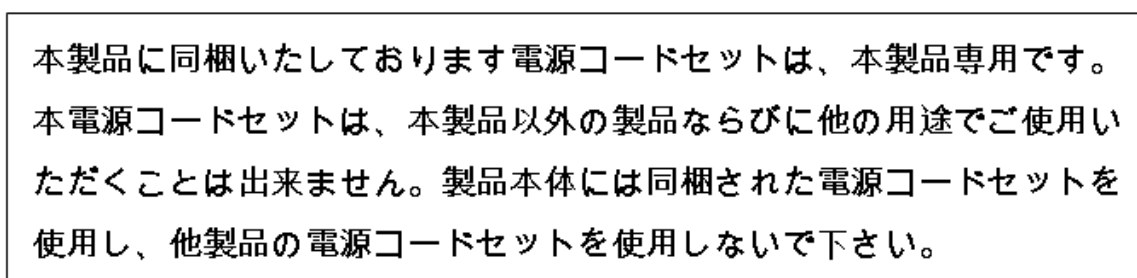 本製品に同梱いたしております電源コードセットは、本製品専用です。
本電源コードセットは、本製品以外の製品ならびに他の用途でご使用い
ただくことは出来ません。製品本体には同梱された電源コードセットを
使用し、他製品の電源コードセットを使用しないで下さい。